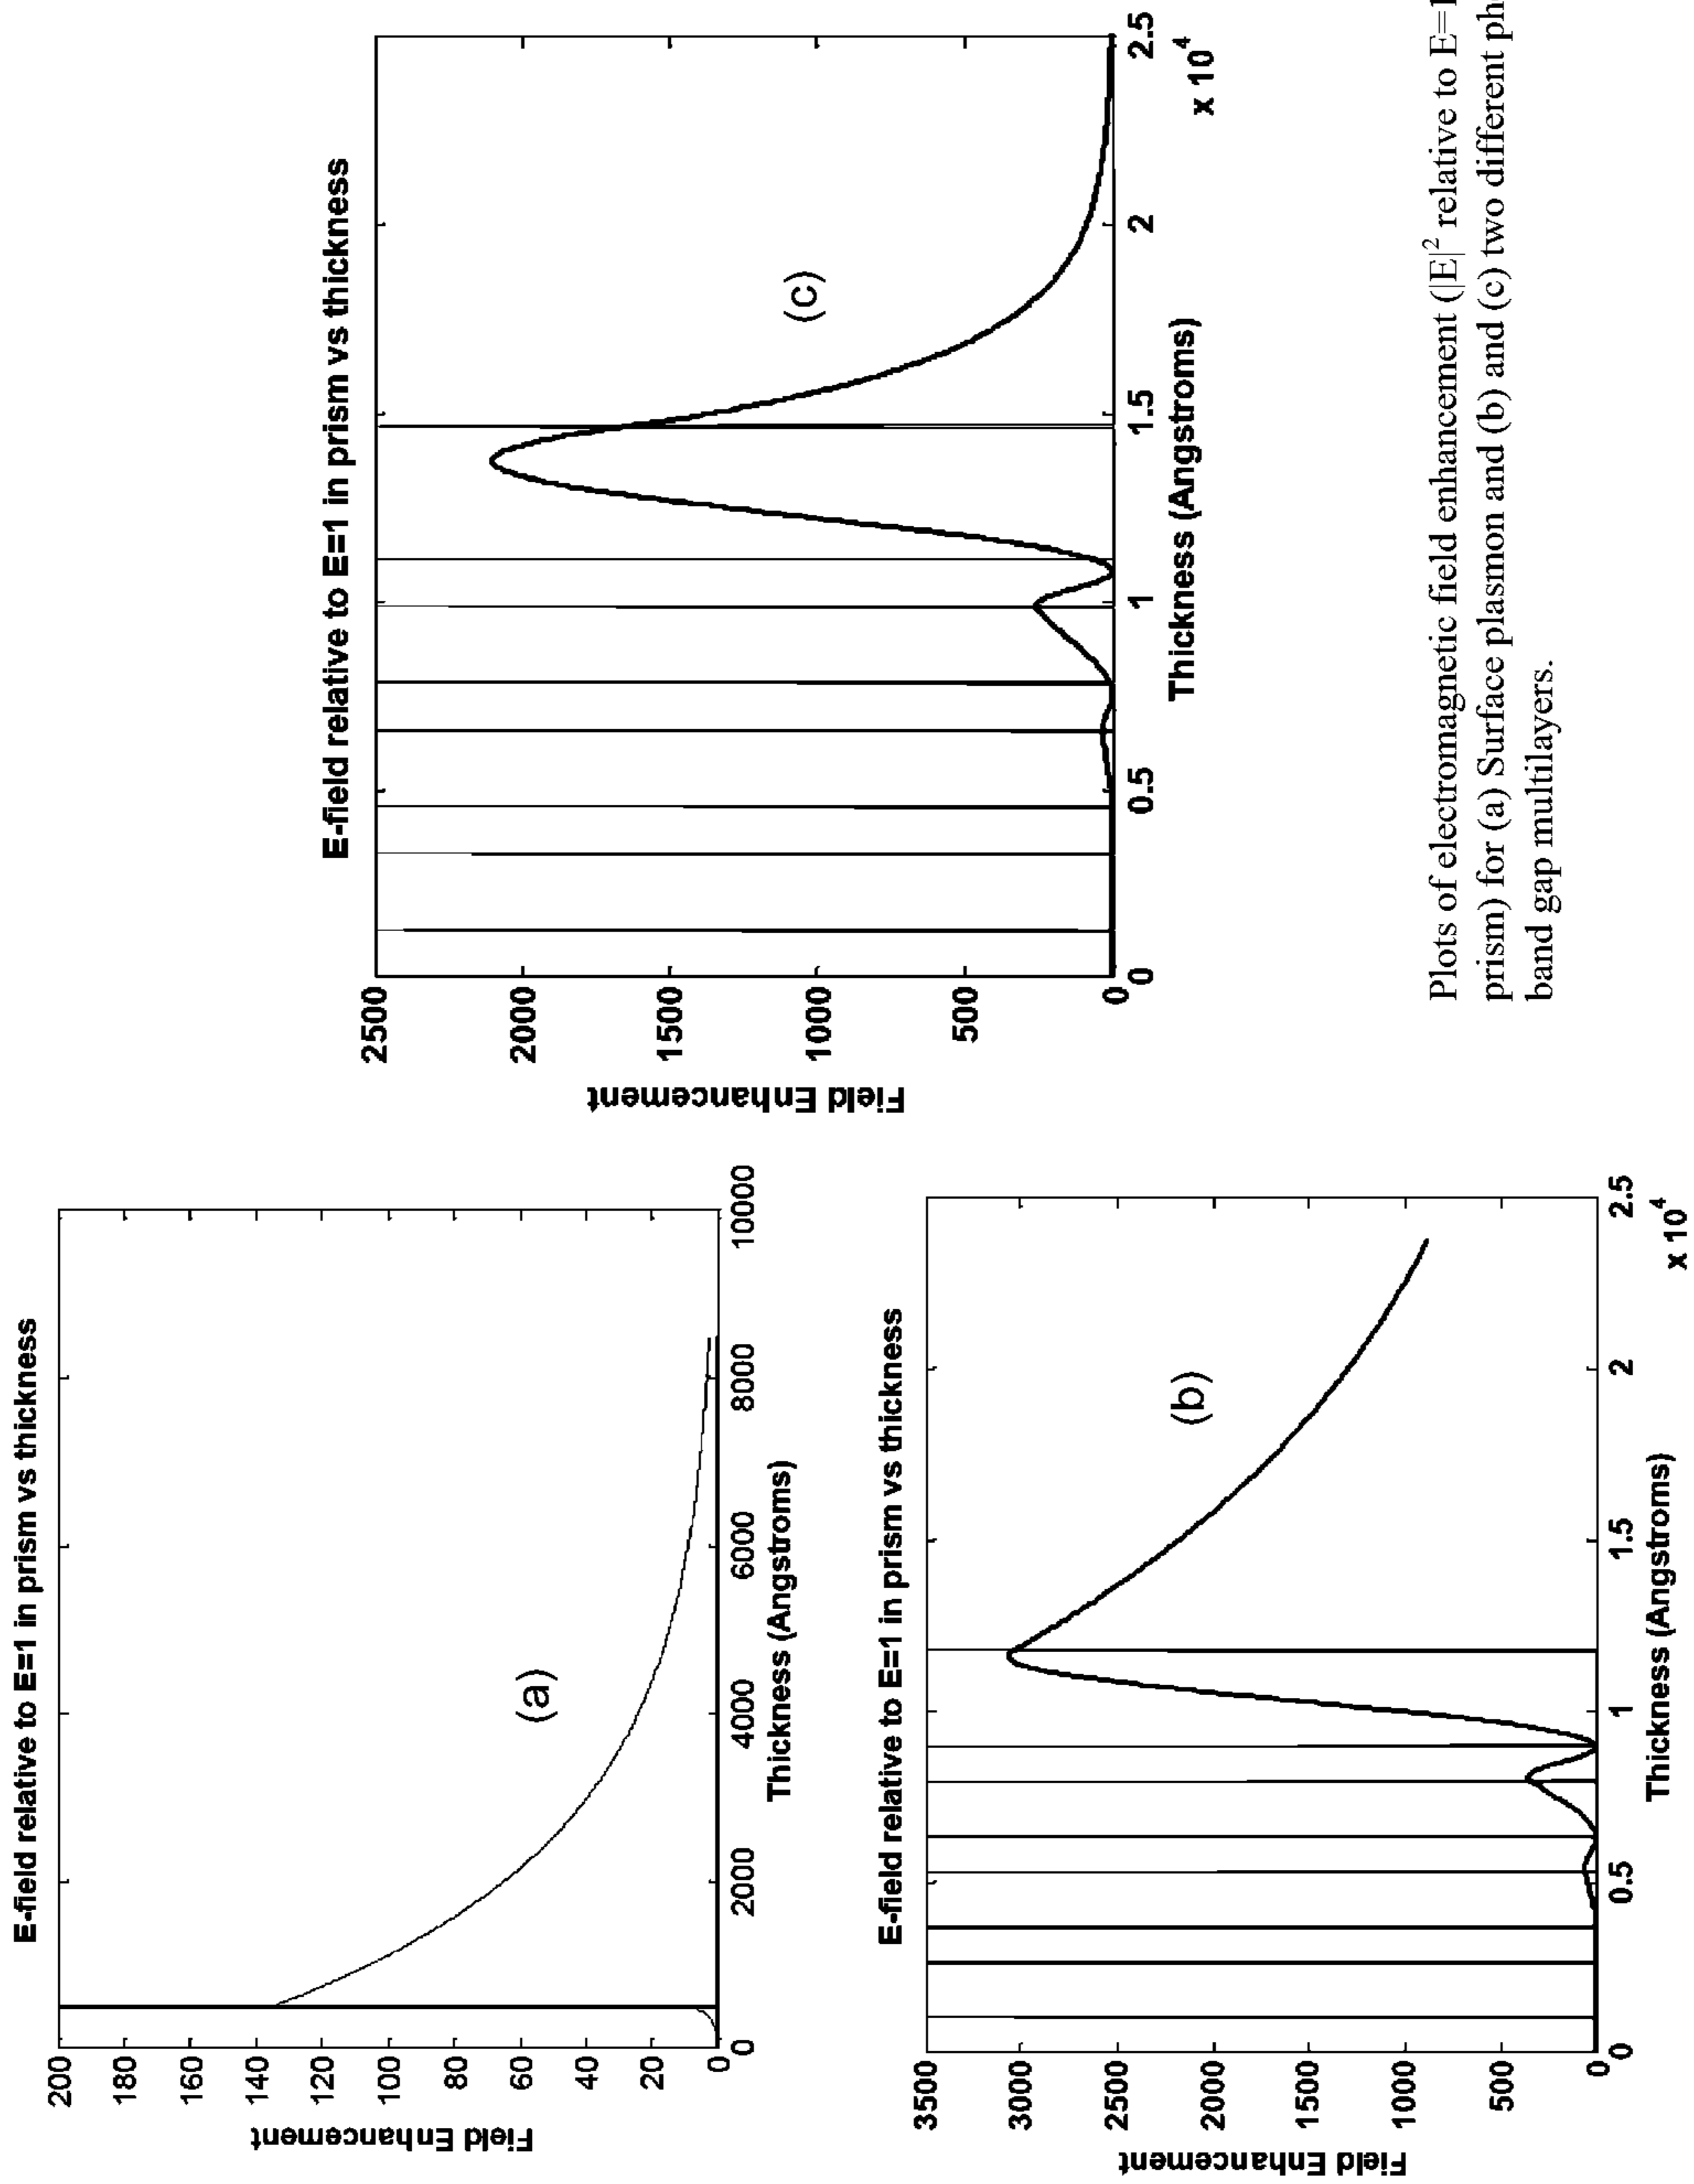 E-field relative to E=1 in prism vs thickness
200
180
160
140
120
100
80
60
40
20
0
Field Enhancement
(a)
0
2000
4000
6000
8000
10000
Thickness (Angstroms)
E-field relative to E=1 in prism vs thickness
3500
3000
2500
2000
1500
1000
500
0
Field Enhancement
(b)
0
0.5
1
1.5
2
2.5
x 10⁴
Thickness (Angstroms)
E-field relative to E=1 in prism vs thickness
2500
2000
1500
1000
500
0
Field Enhancement
(c)
0
0.5
1
1.5
2
2.5
x 10⁴
Thickness (Angstroms)
Plots of electromagnetic field enhancement (|E|² relative to E=1
prism) for (a) Surface plasmon and (b) and (c) two different
band gap multilayers.